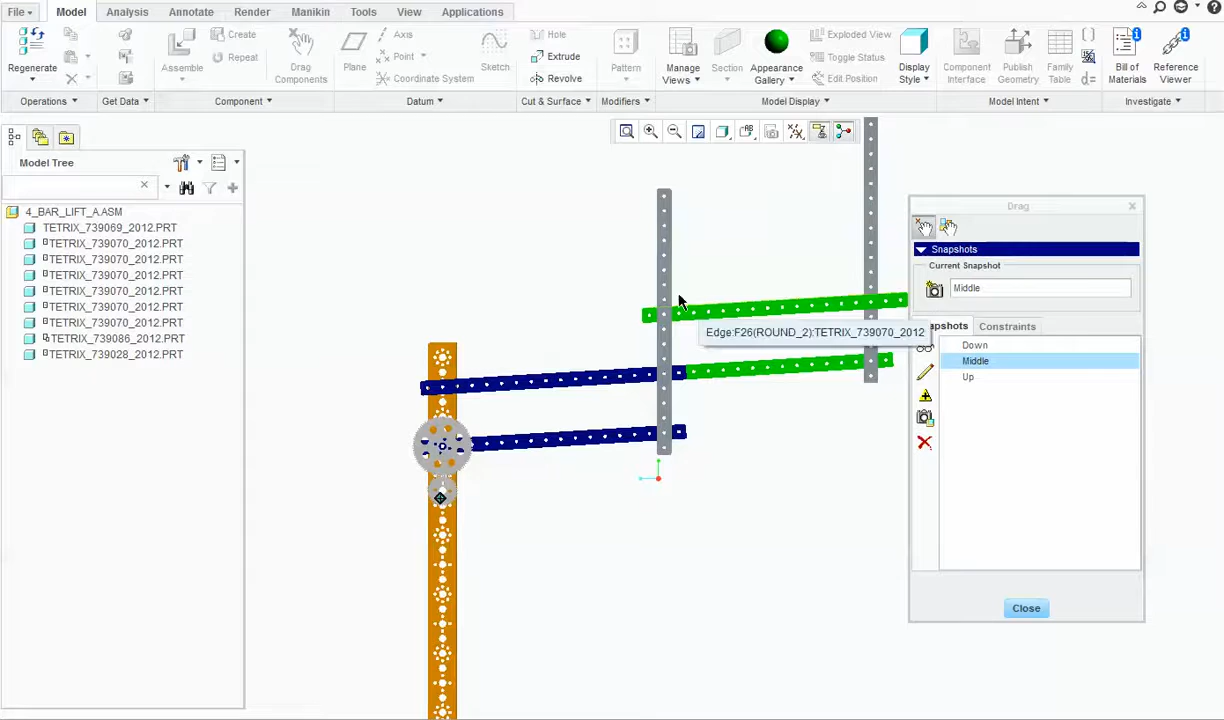 File
Model
Analysis
Annotate
Render
Manikin
Tools
View
Applications
Regenerate
Operations
Get Data
Assemble
Create
Repeat
Drag Components
Component
Plane
Axis
Point
Coordinate System
Sketch
Datum
Hole
Extrude
Revolve
Cut & Surface
Pattern
Modifiers
Manage Views
Section
Appearance Gallery
Exploded View
Toggle Status
Edit Position
Display Style
Model Display
Component Interface
Publish Geometry
Family Table
d=
Model Intent
Bill of Materials
Reference Viewer
Investigate
Model Tree
4_BAR_LIFT_A.ASM
TETRIX_739069_2012.PRT
TETRIX_739070_2012.PRT
TETRIX_739070_2012.PRT
TETRIX_739070_2012.PRT
TETRIX_739070_2012.PRT
TETRIX_739070_2012.PRT
TETRIX_739070_2012.PRT
TETRIX_739086_2012.PRT
TETRIX_739028_2012.PRT
Edge:F26(ROUND_2):TETRIX_739070_2012
Drag
Snapshots
Current Snapshot
Middle
apshots
Constraints
Down
Middle
Up
Close